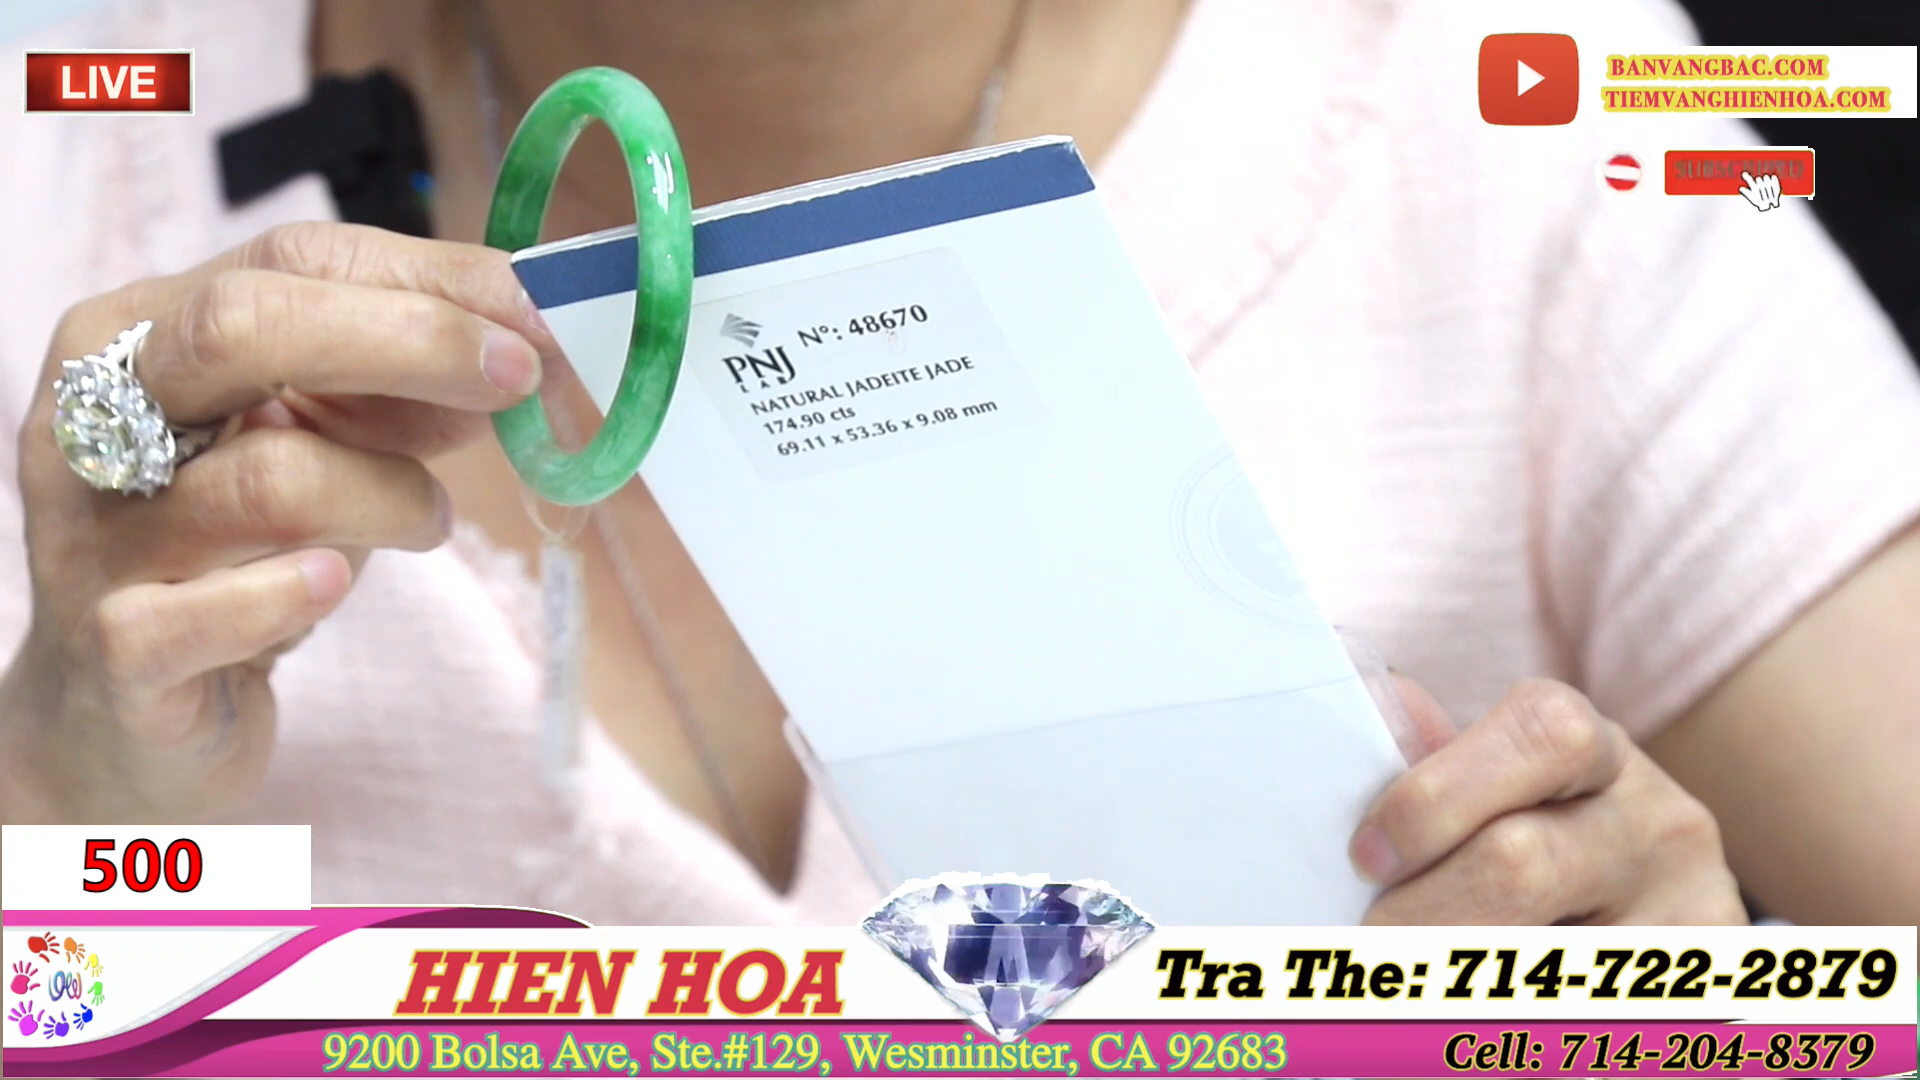 LIVE
BANVANGBAC.COM
TIEMVANGHIENHOA.COM
PNJ
LAB
N°: 48670
NATURAL JADEITE JADE
174.90 cts
69.11 x 53.36 x 9.08 mm
500
HIEN HOA
Tra The: 714-722-2879
9200 Bolsa Ave, Ste.#129, Wesminster, CA 92683
Cell: 714-204-8379